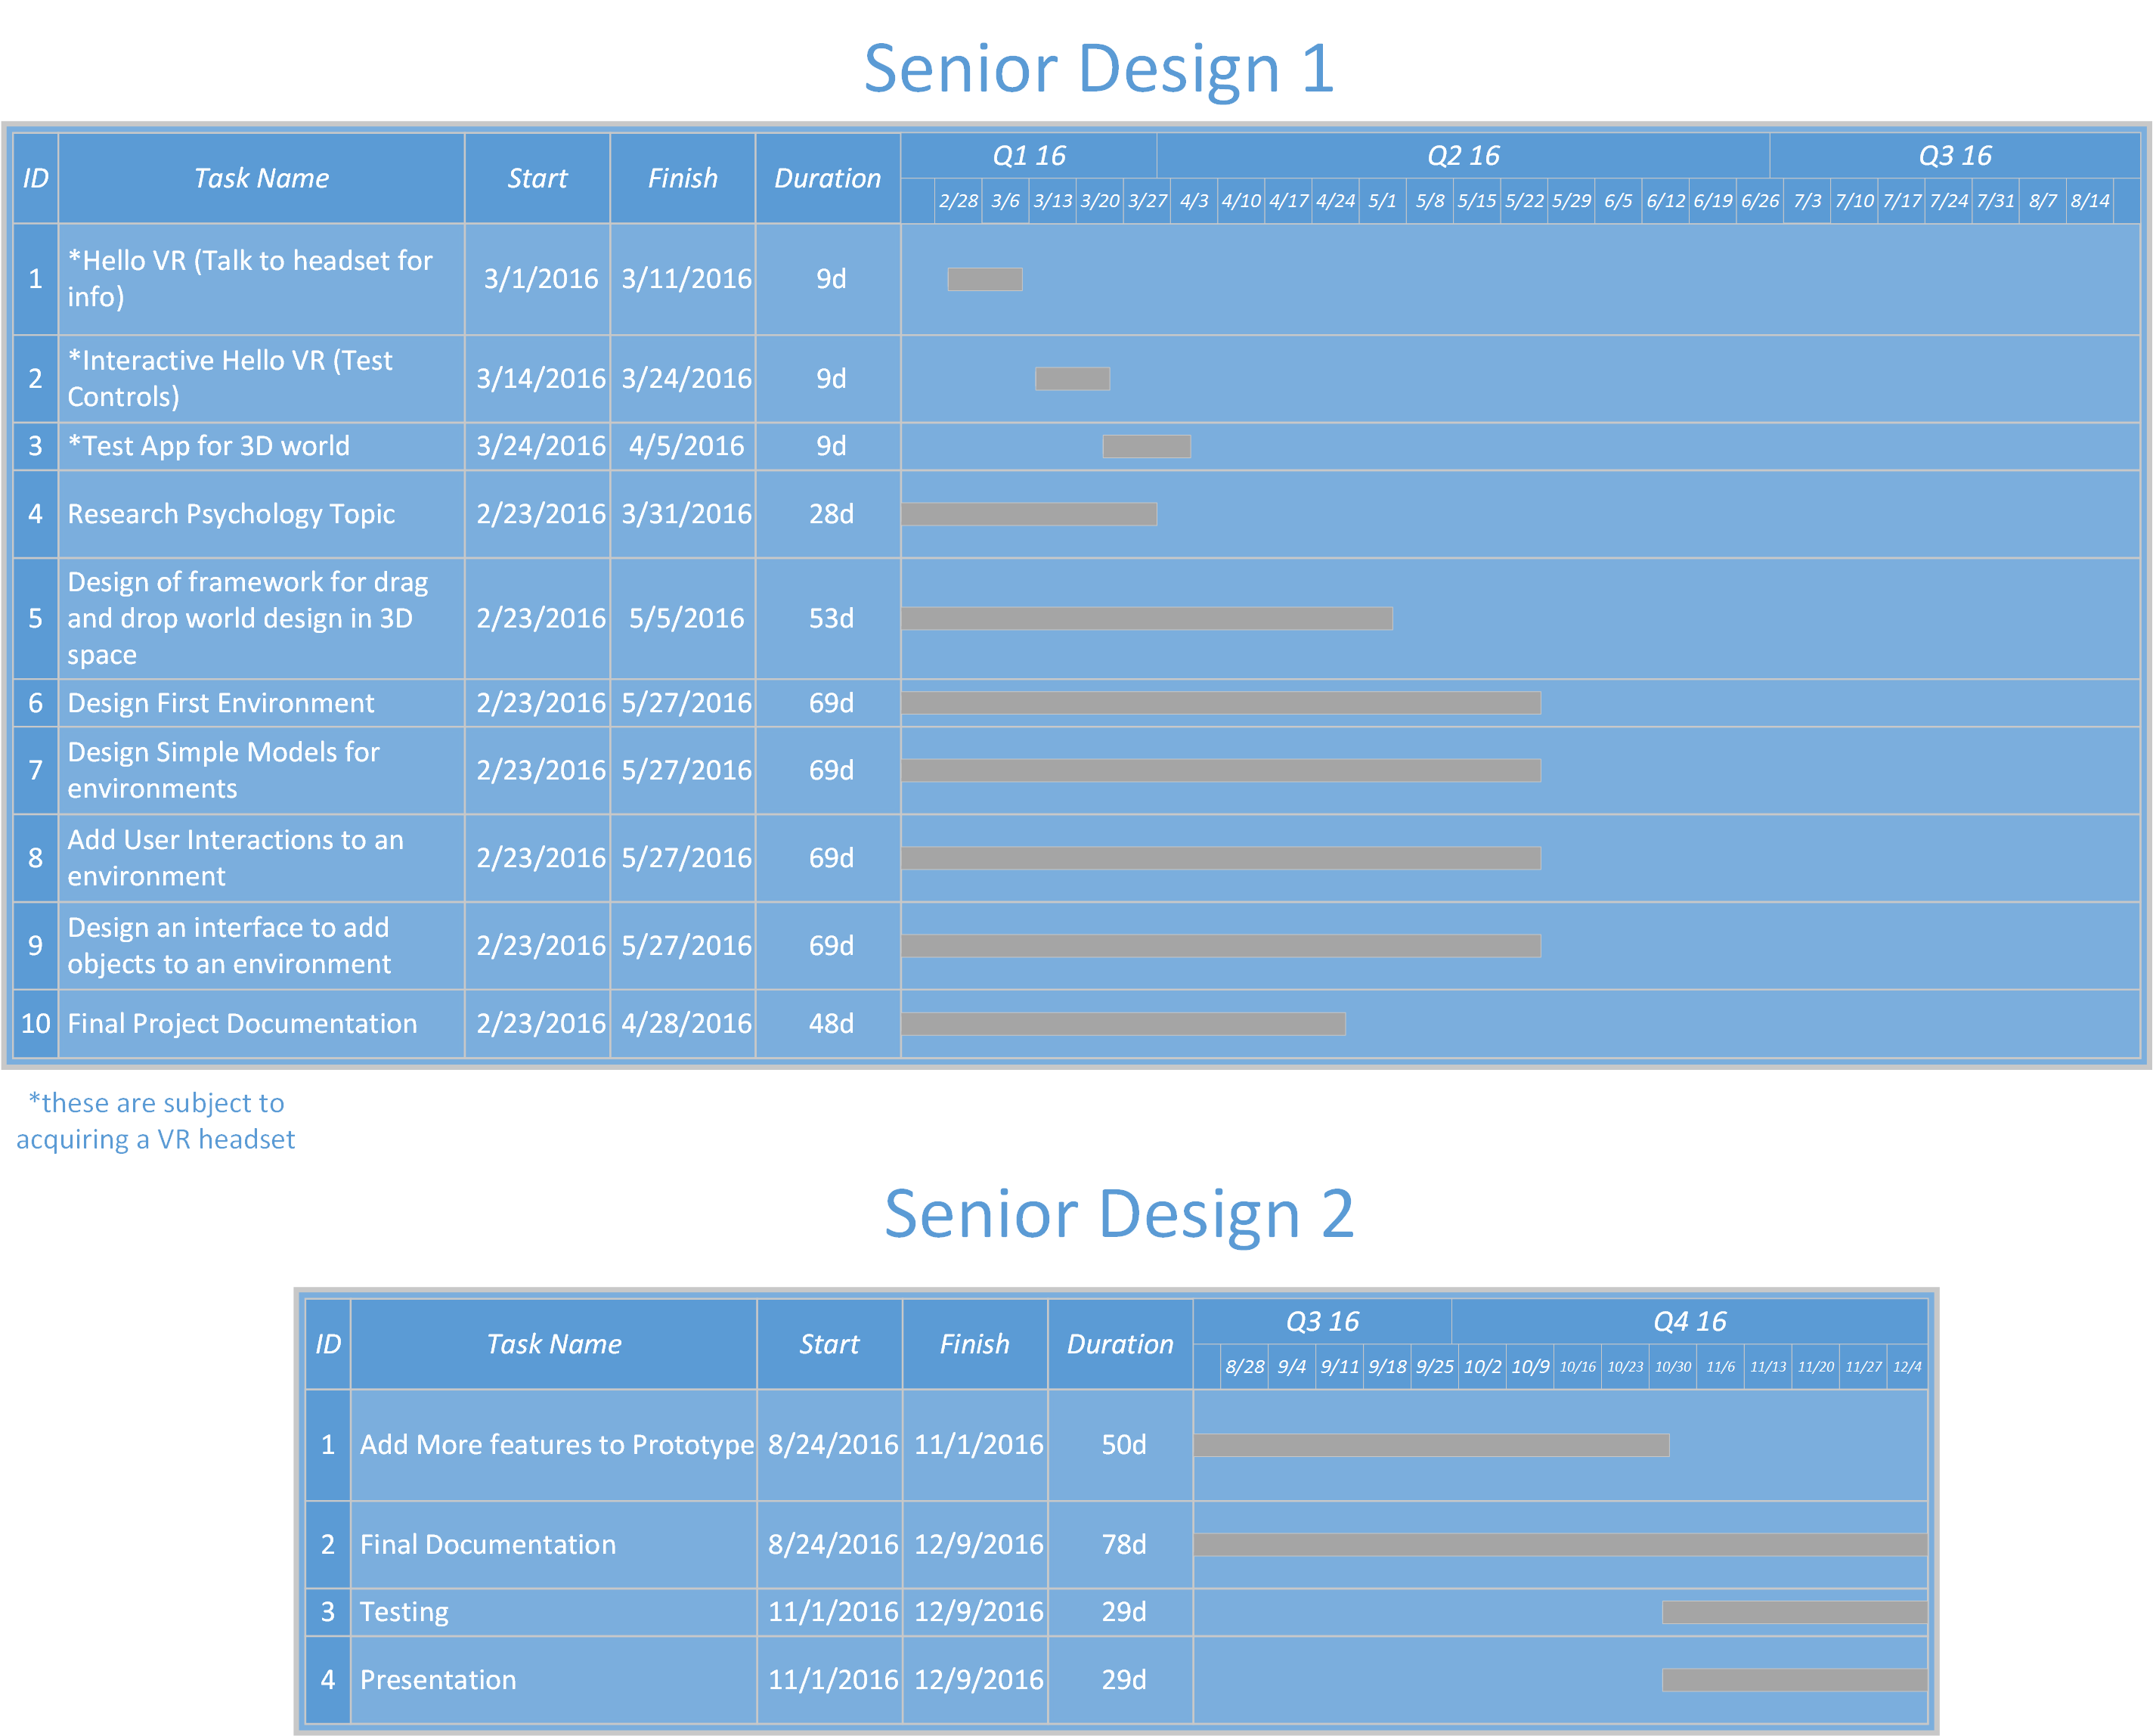 Senior Design 1
ID Task Name Start Finish Duration Q1 16 Q2 16 Q3 16
2/28 3/6 3/13 3/20 3/27 4/3 4/10 4/17 4/24 5/1 5/8 5/15 5/22 5/29 6/5 6/12 6/19 6/26 7/3 7/10 7/17 7/24 7/31 8/7 8/14
1 *Hello VR (Talk to headset for
info) 3/1/2016 3/11/2016 9d
2 *Interactive Hello VR (Test
Controls) 3/14/2016 3/24/2016 9d
3 *Test App for 3D world 3/24/2016 4/5/2016 9d
4 Research Psychology Topic 2/23/2016 3/31/2016 28d
5 Design of framework for drag
and drop world design in 3D
space 2/23/2016 5/5/2016 53d
6 Design First Environment 2/23/2016 5/27/2016 69d
7 Design Simple Models for
environments 2/23/2016 5/27/2016 69d
8 Add User Interactions to an
environment 2/23/2016 5/27/2016 69d
9 Design an interface to add
objects to an environment 2/23/2016 5/27/2016 69d
10 Final Project Documentation 2/23/2016 4/28/2016 48d
*these are subject to
acquiring a VR headset
Senior Design 2
ID Task Name Start Finish Duration Q3 16 Q4 16
8/28 9/4 9/11 9/18 9/25 10/2 10/9 10/16 10/23 10/30 11/6 11/13 11/20 11/27 12/4
1 Add More features to Prototype 8/24/2016 11/1/2016 50d
2 Final Documentation 8/24/2016 12/9/2016 78d
3 Testing 11/1/2016 12/9/2016 29d
4 Presentation 11/1/2016 12/9/2016 29d